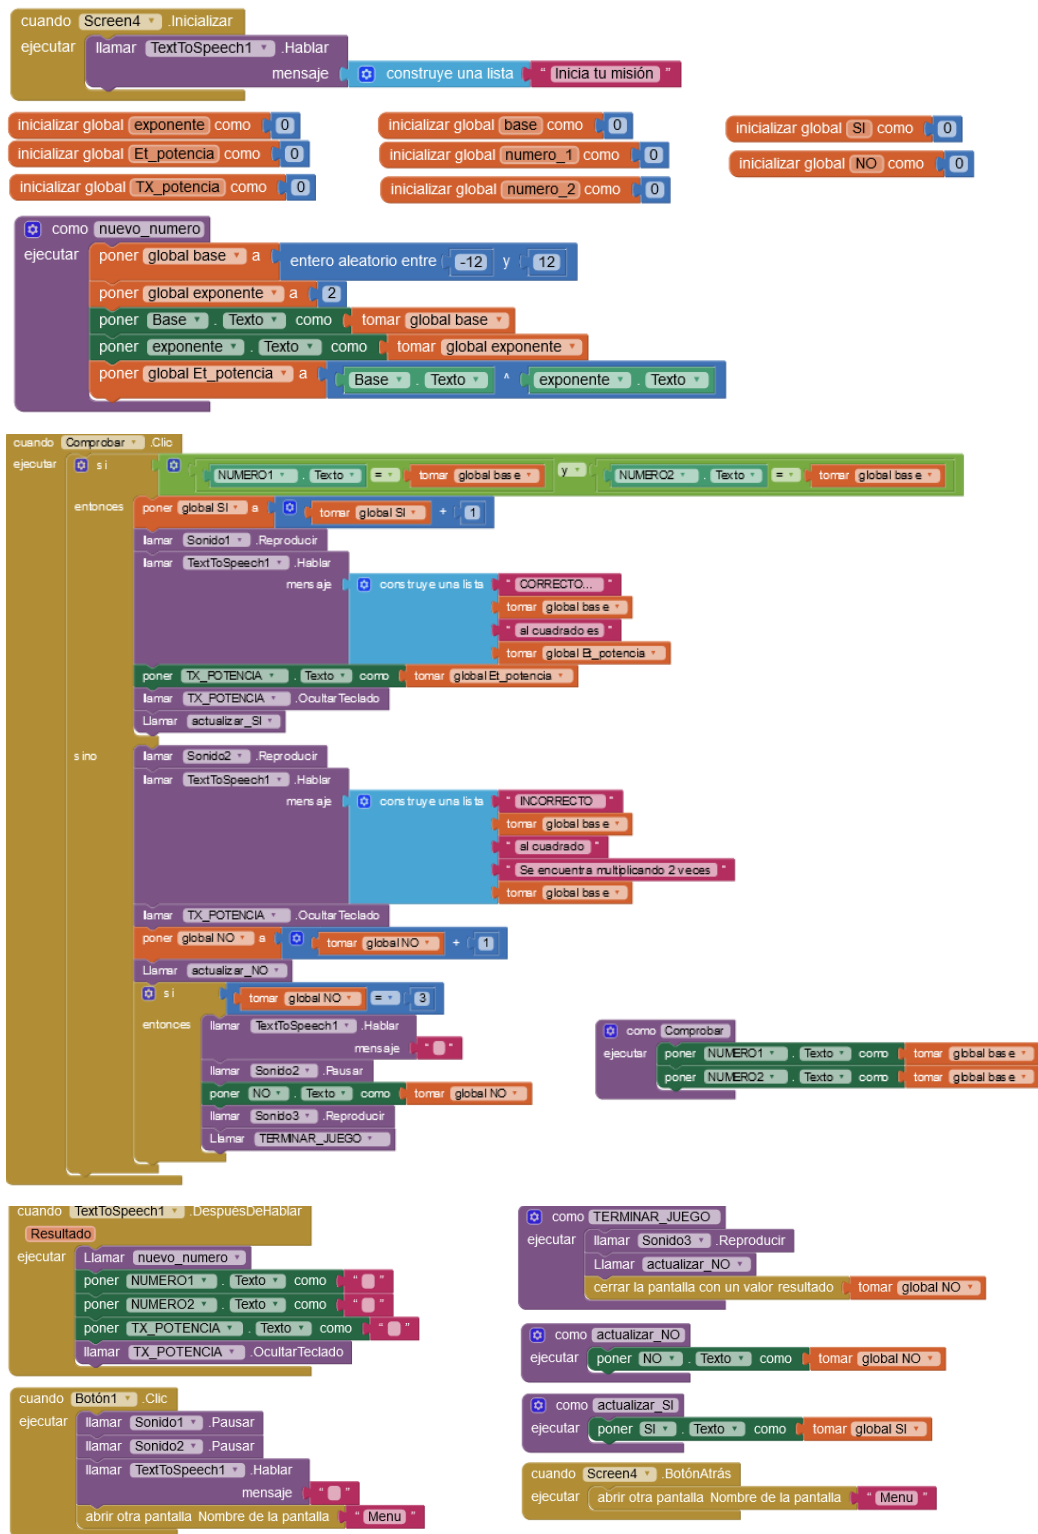 cuando Screen4 .Inicializar
ejecutar llamar TextToSpeech1 .Hablar
mensaje construye una lista " Inicia tu misión "
inicializar global exponente como 0
inicializar global base como 0
inicializar global SI como 0
inicializar global Et_potencia como 0
inicializar global numero_1 como 0
inicializar global NO como 0
inicializar global TX_potencia como 0
inicializar global numero_2 como 0
como nuevo_numero
ejecutar poner global base a entero aleatorio entre -12 y 12
poner global exponente a 2
poner Base . Texto como tomar global base
poner exponente . Texto como tomar global exponente
poner global Et_potencia a Base . Texto ^ exponente . Texto
cuando Comprobar .Clic
ejecutar si NUMERO1 . Texto = tomar global base y NUMERO2 . Texto = tomar global base
entonces poner global SI a tomar global SI + 1
llamar Sonido1 .Reproducir
llamar TextToSpeech1 .Hablar
mensaje construye una lista " CORRECTO... "
tomar global base
" al cuadrado es "
tomar global Et_potencia
poner TX_POTENCIA . Texto como tomar global Et_potencia
llamar TX_POTENCIA .OcultarTeclado
Llamar actualizar_SI
sino llamar Sonido2 .Reproducir
llamar TextToSpeech1 .Hablar
mensaje construye una lista " INCORRECTO "
tomar global base
" al cuadrado "
" Se encuentra multiplicando 2 veces "
tomar global base
llamar TX_POTENCIA .OcultarTeclado
poner global NO a tomar global NO + 1
Llamar actualizar_NO
si tomar global NO = 3
entonces llamar TextToSpeech1 .Hablar
mensaje " "
llamar Sonido2 .Pausar
poner NO . Texto como tomar global NO
llamar Sonido3 .Reproducir
Llamar TERMINAR_JUEGO
como Comprobar
ejecutar poner NUMERO1 . Texto como tomar global base
poner NUMERO2 . Texto como tomar global base
cuando TextToSpeech1 .DespuésDeHablar
Resultado
ejecutar Llamar nuevo_numero
poner NUMERO1 . Texto como " "
poner NUMERO2 . Texto como " "
poner TX_POTENCIA . Texto como " "
llamar TX_POTENCIA .OcultarTeclado
cuando Botón1 .Clic
ejecutar llamar Sonido1 .Pausar
llamar Sonido2 .Pausar
llamar TextToSpeech1 .Hablar
mensaje " "
abrir otra pantalla Nombre de la pantalla " Menu "
como TERMINAR_JUEGO
ejecutar llamar Sonido3 .Reproducir
Llamar actualizar_NO
cerrar la pantalla con un valor resultado tomar global NO
como actualizar_NO
ejecutar poner NO . Texto como tomar global NO
como actualizar_SI
ejecutar poner SI . Texto como tomar global SI
cuando Screen4 .BotónAtrás
ejecutar abrir otra pantalla Nombre de la pantalla " Menu "